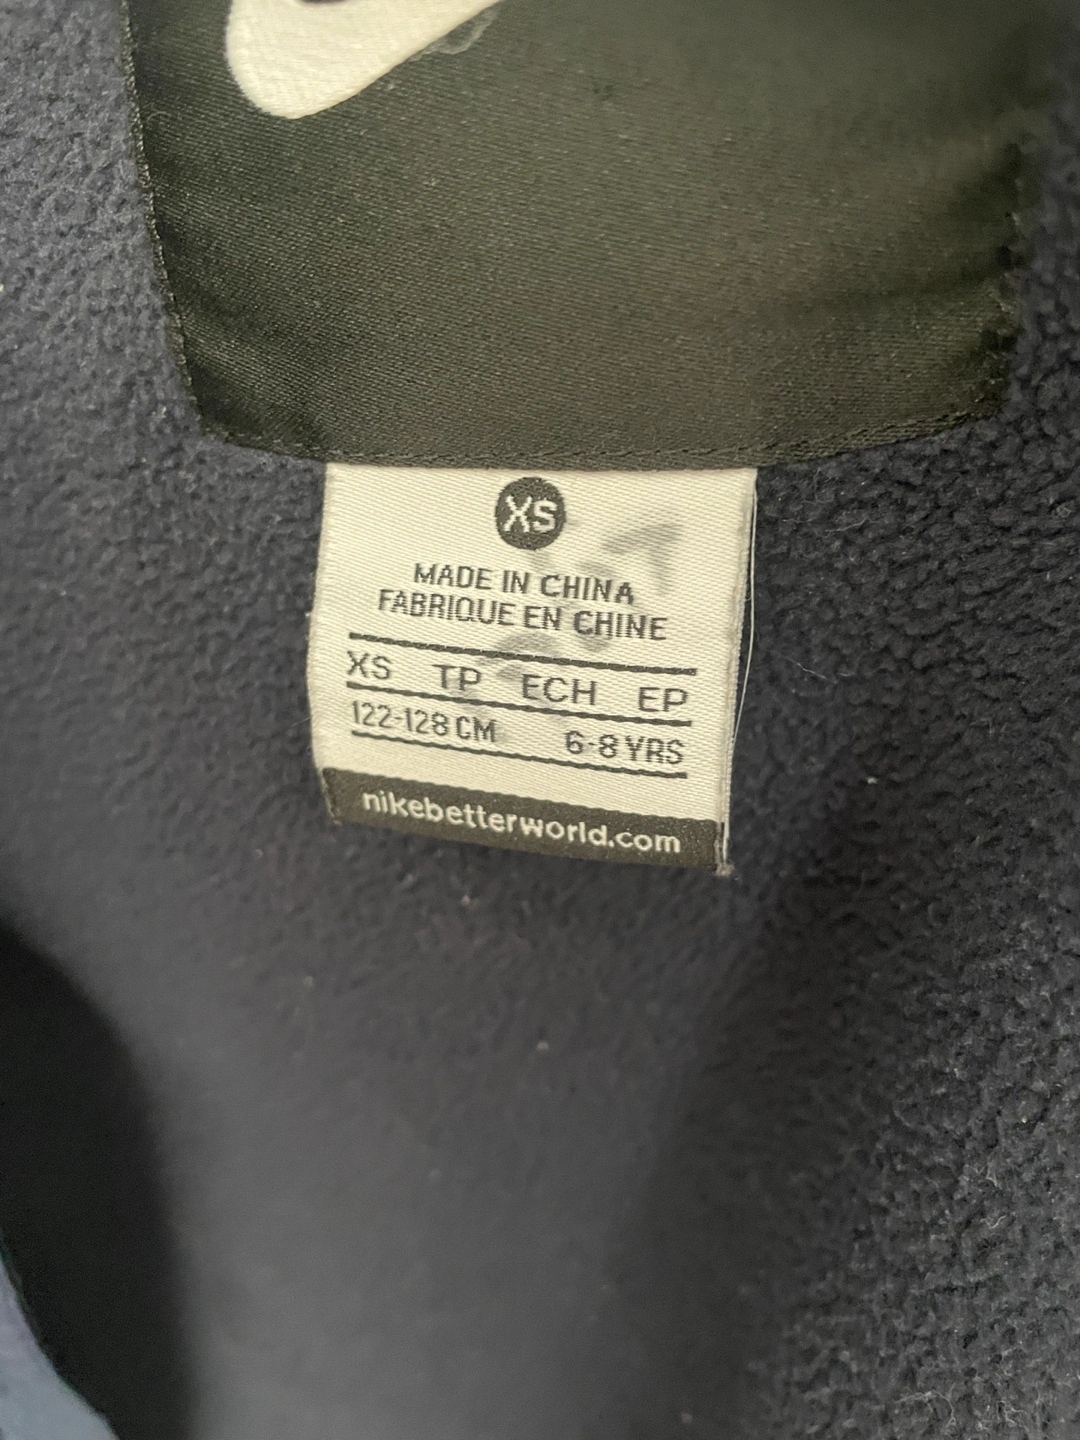 XS
MADE IN CHINA
FABRIQUE EN CHINE
XS TP ECH EP
122-128 CM 6-8 YRS
nikebetterworld.com